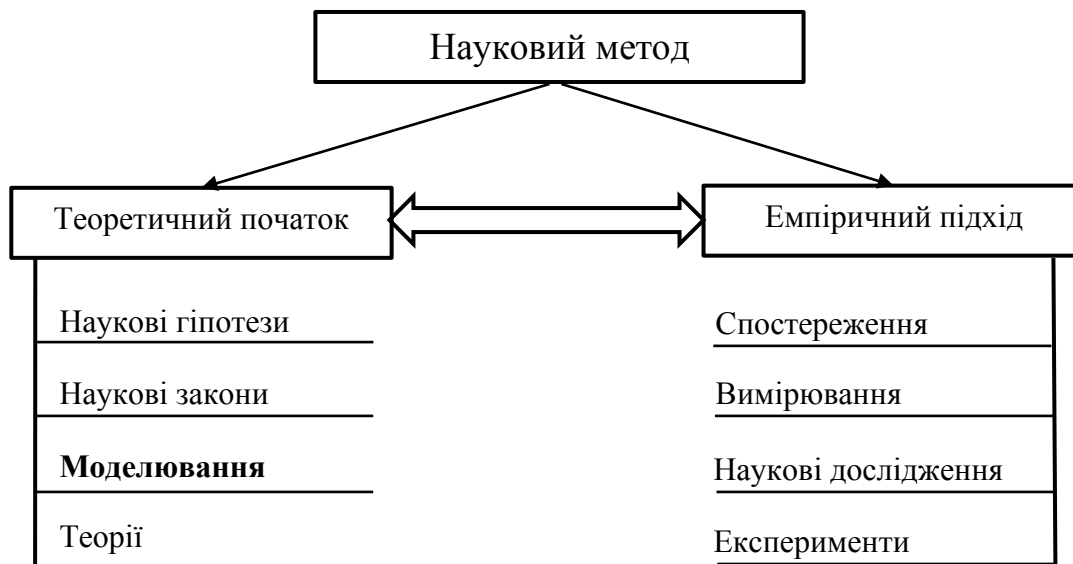 Науковий метод
Теоретичний початок
Емпіричний підхід
Наукові гіпотези
Наукові закони
Моделювання
Теорії
Спостереження
Вимірювання
Наукові дослідження
Експерименти